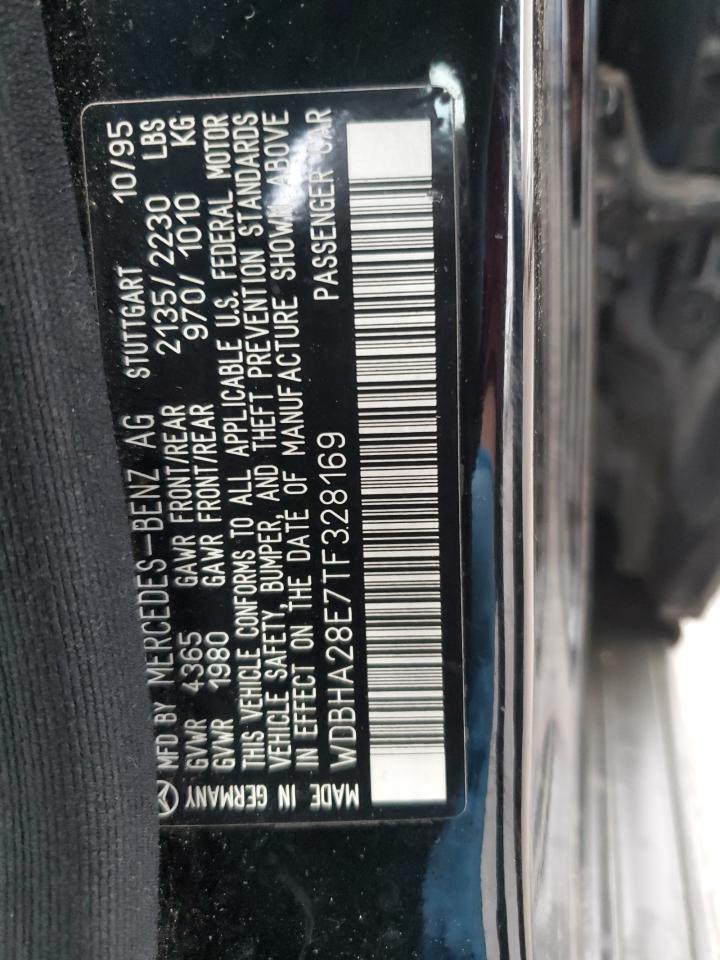 MFD BY MERCEDES-BENZ AG STUTTGART 10/95
GVWR 4365 GAWR FRONT/REAR 2135/2230 LBS
GVWR 1980 GAWR FRONT/REAR 970/1010 KG
THIS VEHICLE CONFORMS TO ALL APPLICABLE U.S. FEDERAL MOTOR
VEHICLE SAFETY, BUMPER, AND THEFT PREVENTION STANDARDS
IN EFFECT ON THE DATE OF MANUFACTURE SHOWN ABOVE
WDBHA28E7TF328169 PASSENGER CAR
MADE IN GERMANY